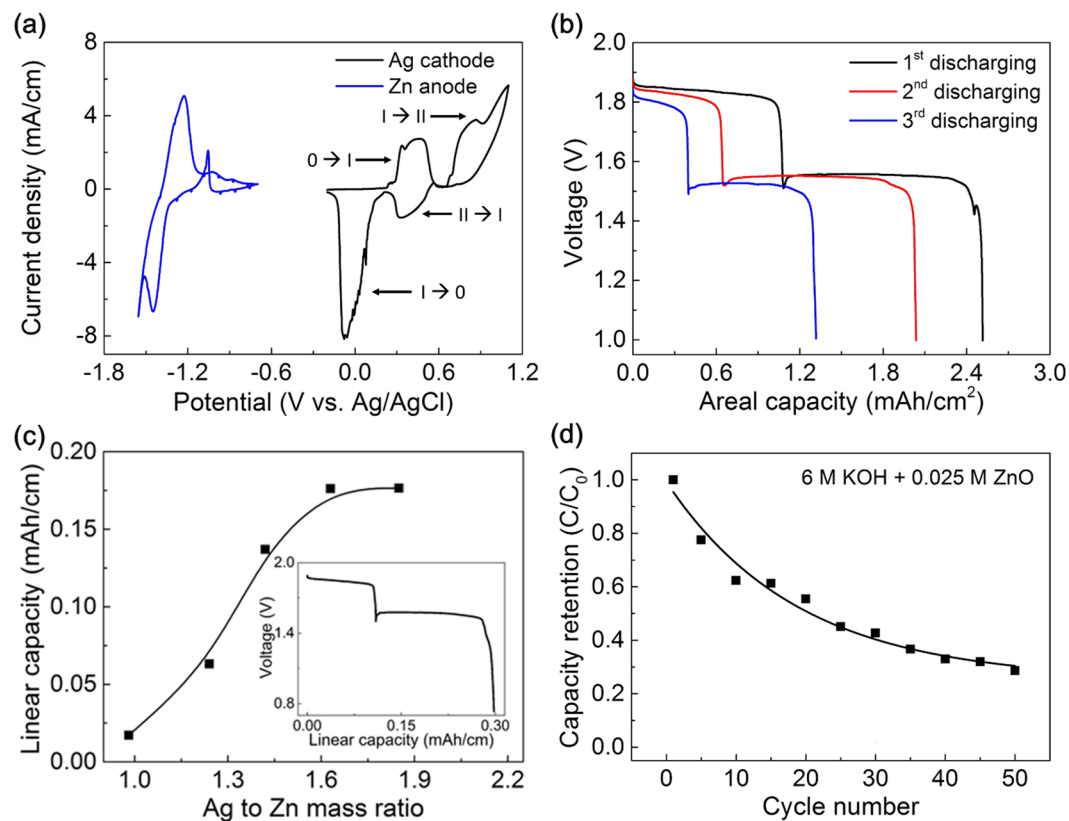 (a)
Current density (mA/cm)
8
4
0
-4
-8
Ag cathode
Zn anode
I → II
0 → I
II → I
I → 0
-1.8
-1.2
-0.6
0.0
0.6
1.2
Potential (V vs. Ag/AgCl)
(b)
Voltage (V)
2.0
1.8
1.6
1.4
1.2
1.0
1st discharging
2nd discharging
3rd discharging
0.0
0.6
1.2
1.8
2.4
3.0
Areal capacity (mAh/cm²)
(c)
Linear capacity (mAh/cm)
0.20
0.15
0.10
0.05
0.00
Voltage (V)
2.0
1.4
0.8
0.00
0.15
0.30
Linear capacity (mAh/cm)
1.0
1.3
1.6
1.9
2.2
Ag to Zn mass ratio
(d)
Capacity retention (C/C₀)
1.0
0.8
0.6
0.4
0.2
0.0
6 M KOH + 0.025 M ZnO
0
10
20
30
40
50
Cycle number